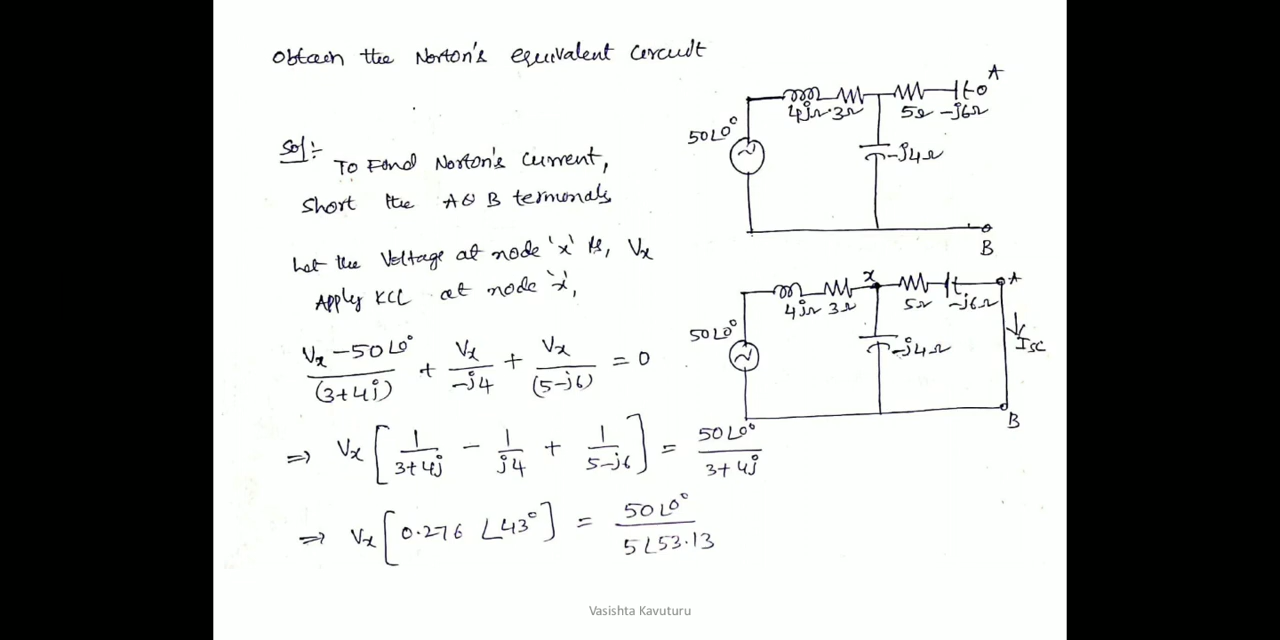 Obtain the Norton's equivalent circuit
Sol:-
To Find Norton's current,
short the A & B terminals
Let the Voltage at node 'x' is, Vx
Apply KCL at node 'x',
(Vx - 50∠0°)/(3+4j) + Vx/(-j4) + Vx/(5-j6) = 0
⇒ Vx [1/(3+4j) - 1/(j4) + 1/(5-j6)] = 50∠0°/(3+4j)
⇒ Vx [0.276 ∠43°] = 50∠0°/(5∠53.13)
A
4jΩ 3Ω 5Ω -j6Ω
50∠0°
-j4Ω
B
x A
4jΩ 3Ω 5Ω -j6Ω
50∠0°
-j4Ω
Isc
B
Vasishta Kavuturu